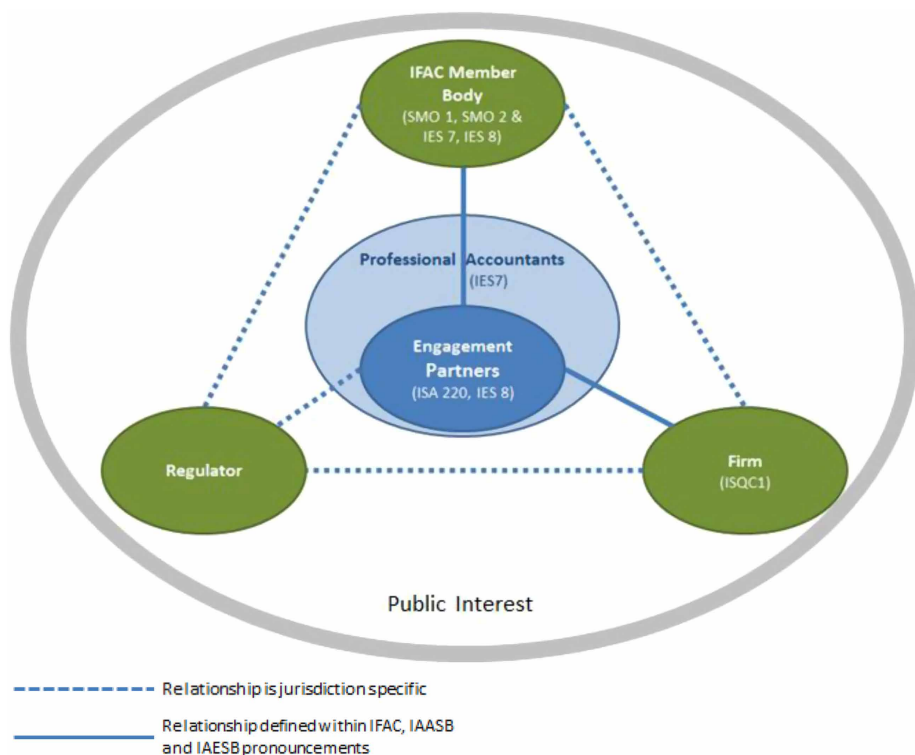 IFAC Member
Body
(SMO 1, SMO 2 &
IES 7, IES 8)
Professional Accountants
(IES7)
Engagement
Partners
(ISA 220, IES 8)
Regulator
Firm
(ISQC1)
Public Interest
Relationship is jurisdiction specific
Relationship defined within IFAC, IAASB
and IAESB pronouncements